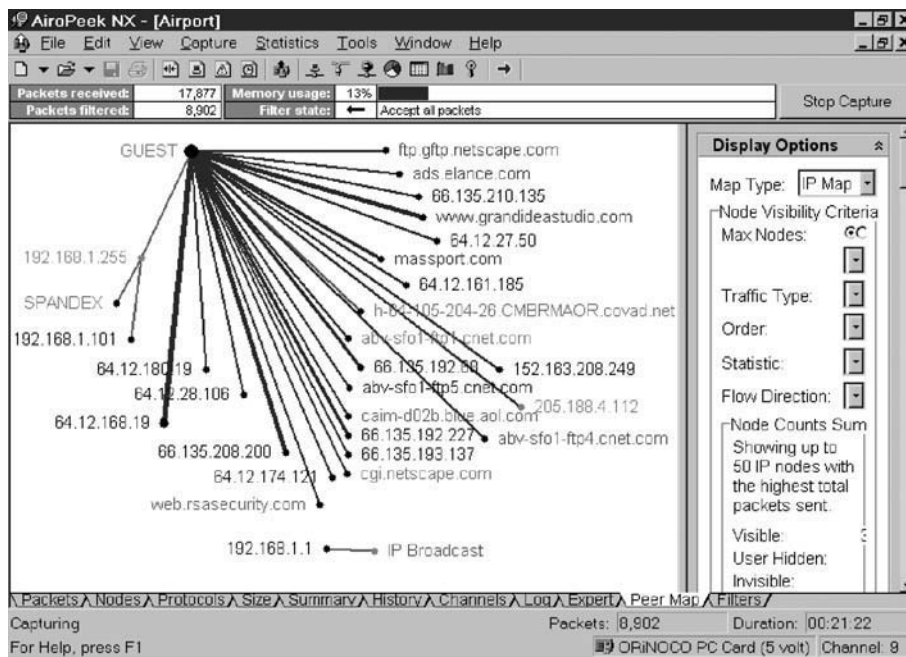 AiroPeek NX - [Airport]
File Edit View Capture Statistics Tools Window Help
Packets received: 17,877 Memory usage: 13%
Packets filtered: 8,902 Filter state: Accept all packets
Stop Capture
GUEST
ftp.gftp.netscape.com
ads.elance.com
66.135.210.135
www.grandideastudio.com
64.12.27.50
massport.com
192.168.1.255
64.12.161.185
SPANDEX
h-64-105-204-26.CMBRMAOR.covad.net
192.168.1.101
abv-sfo1-ftp1.cnet.com
64.12.180.19
66.135.192.80
152.163.208.249
64.12.28.106
abv-sfo1-ftp5.cnet.com
205.188.4.112
64.12.168.19
caim-d02b.blue.aol.com
66.135.192.227
abv-sfo1-ftp4.cnet.com
66.135.208.200
66.135.193.137
64.12.174.121
cgi.netscape.com
web.rsasecurity.com
192.168.1.1
IP Broadcast
Display Options
Map Type: IP Map
Node Visibility Criteria
Max Nodes:
Traffic Type:
Order:
Statistic:
Flow Direction:
Node Counts Sum
Showing up to
50 IP nodes with
the highest total
packets sent.
Visible:
User Hidden:
Invisible:
Packets Nodes Protocols Size Summary History Channels Log Expert Peer Map Filters
Capturing
Packets: 8,902 Duration: 00:21:22
For Help, press F1
ORiNOCO PC Card (5 volt) Channel: 9